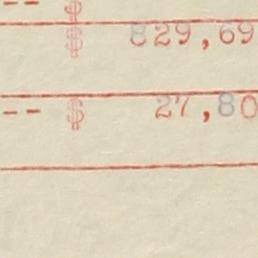 -- $
$ 829,69
-- $ 27,80